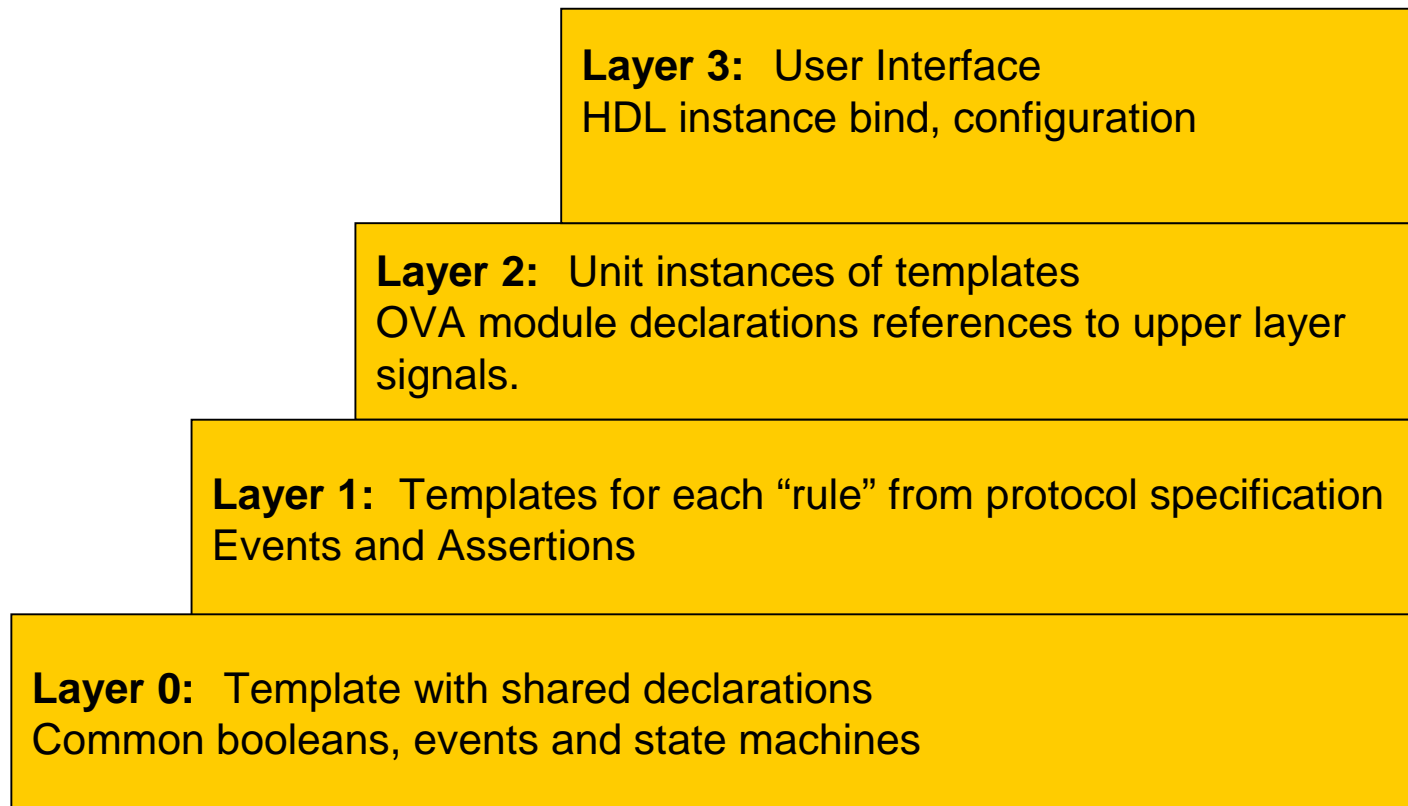 Layer 3: User Interface
HDL instance bind, configuration
Layer 2: Unit instances of templates
OVA module declarations references to upper layer
signals.
Layer 1: Templates for each “rule” from protocol specification
Events and Assertions
Layer 0: Template with shared declarations
Common booleans, events and state machines